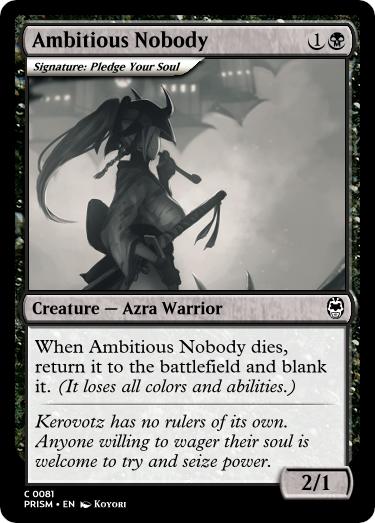 Ambitious Nobody 1
Signature: Pledge Your Soul
Creature — Azra Warrior
When Ambitious Nobody dies,
return it to the battlefield and blank
it. (It loses all colors and abilities.)
Kerovotz has no rulers of its own.
Anyone willing to wager their soul is
welcome to try and seize power.
2/1
C 0081
PRISM • EN Koyori